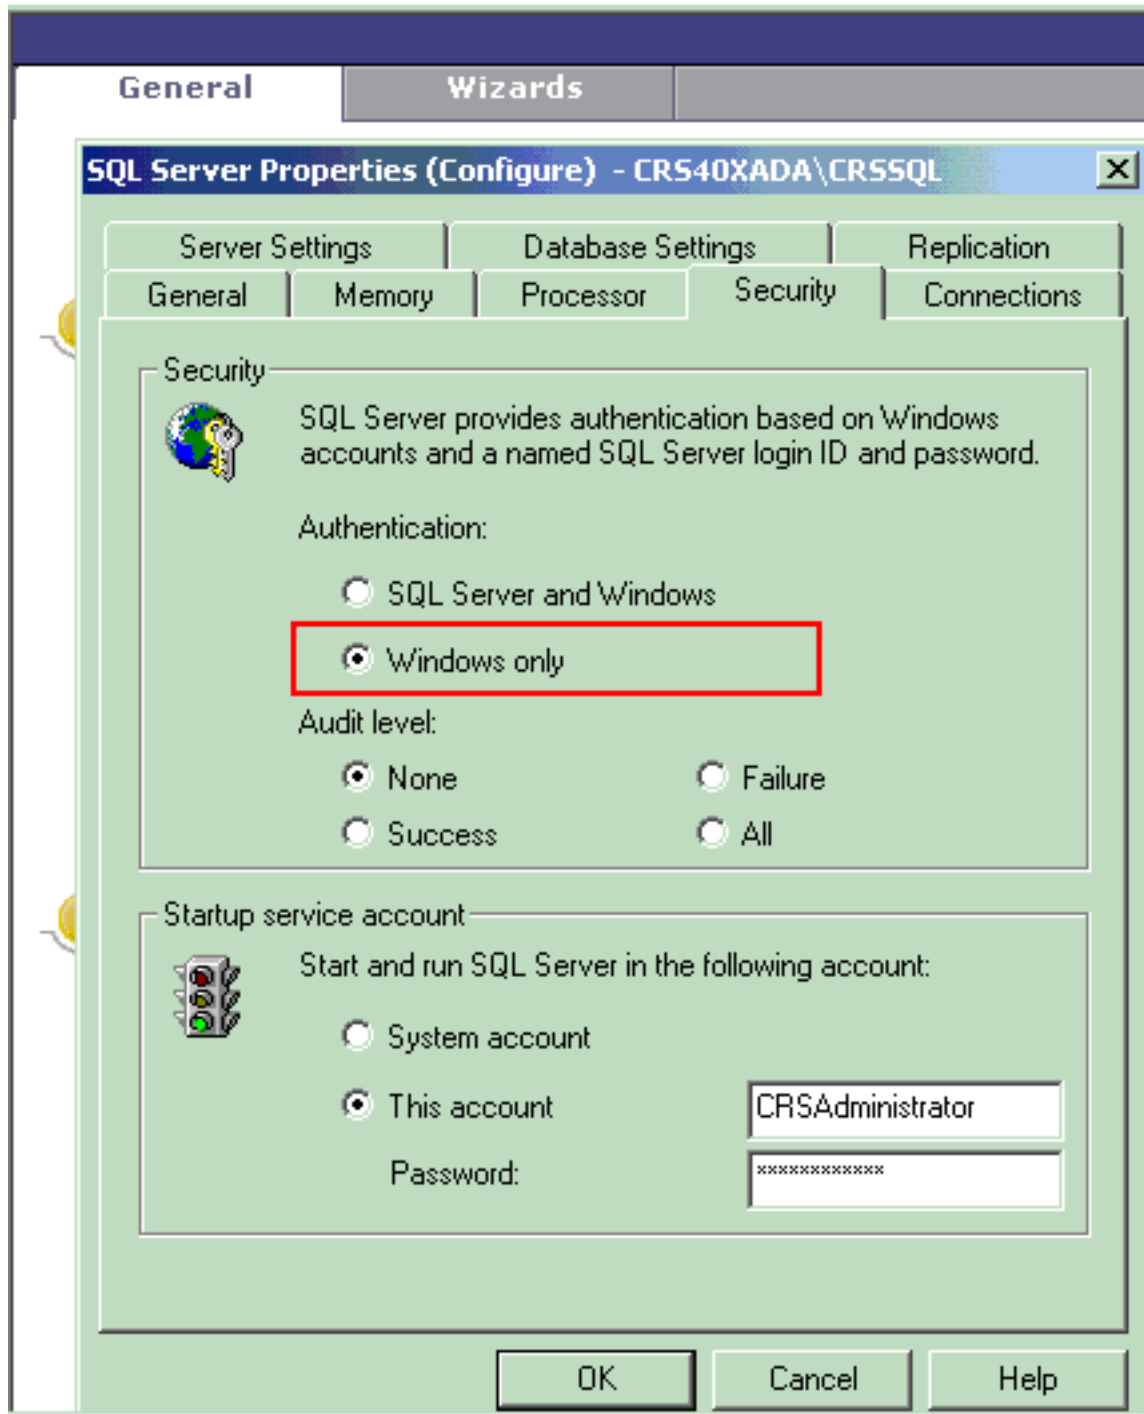 General
Wizards
SQL Server Properties (Configure) - CRS40XADA\CRSSQL
Server Settings
Database Settings
Replication
General
Memory
Processor
Security
Connections
Security
SQL Server provides authentication based on Windows
accounts and a named SQL Server login ID and password.
Authentication:
SQL Server and Windows
Windows only
Audit level:
None
Failure
Success
All
Startup service account
Start and run SQL Server in the following account:
System account
This account
CRSAdministrator
Password:
************
OK
Cancel
Help